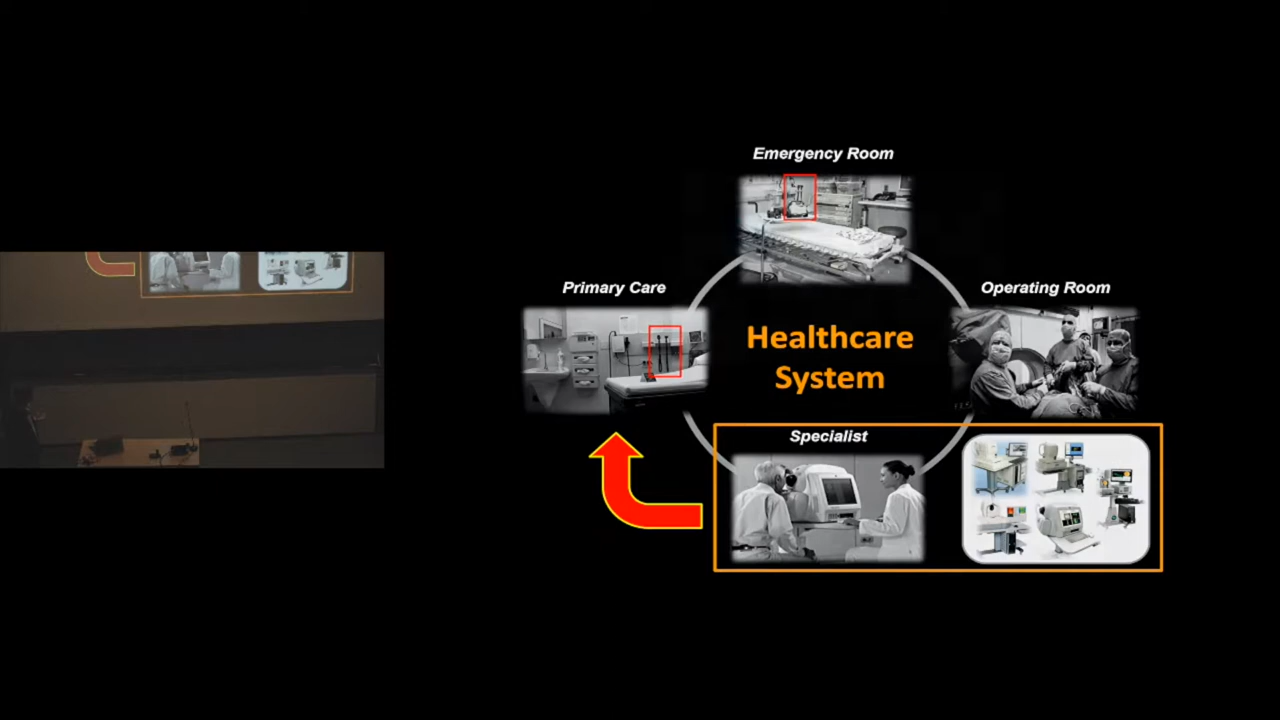 Emergency Room
Primary Care
Operating Room
Healthcare
System
Specialist